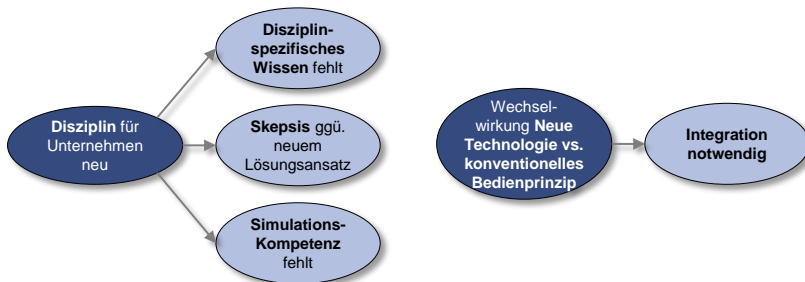 Disziplin für
Unternehmen
neu
Disziplin-
spezifisches
Wissen fehlt
Skepsis ggü.
neuem
Lösungsansatz
Simulations-
Kompetenz
fehlt
Wechsel-
wirkung Neue
Technologie vs.
konventionelles
Bedienprinzip
Integration
notwendig